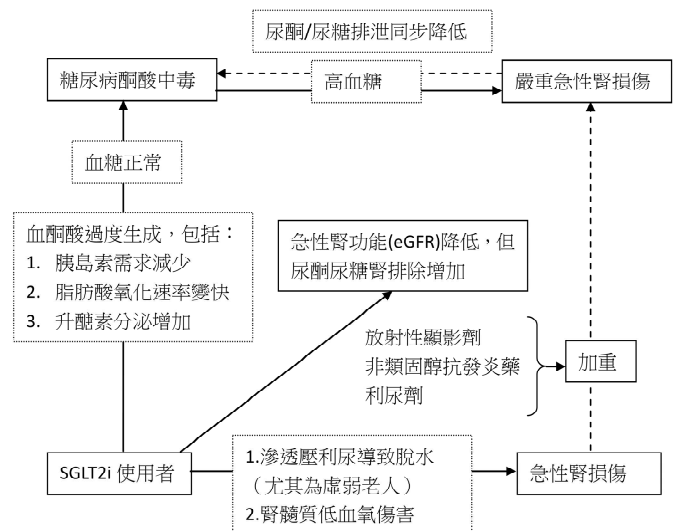 尿酮/尿糖排泄同步降低
糖尿病酮酸中毒
高血糖
嚴重急性腎損傷
血糖正常
血酮酸過度生成，包括：
1. 胰島素需求減少
2. 脂肪酸氧化速率變快
3. 升醣素分泌增加
急性腎功能(eGFR)降低，但
尿酮尿糖腎排除增加
放射性顯影劑
非類固醇抗發炎藥
利尿劑
加重
SGLT2i 使用者
1.滲透壓利尿導致脫水
（尤其為虛弱老人）
2.腎髓質低血氧傷害
急性腎損傷